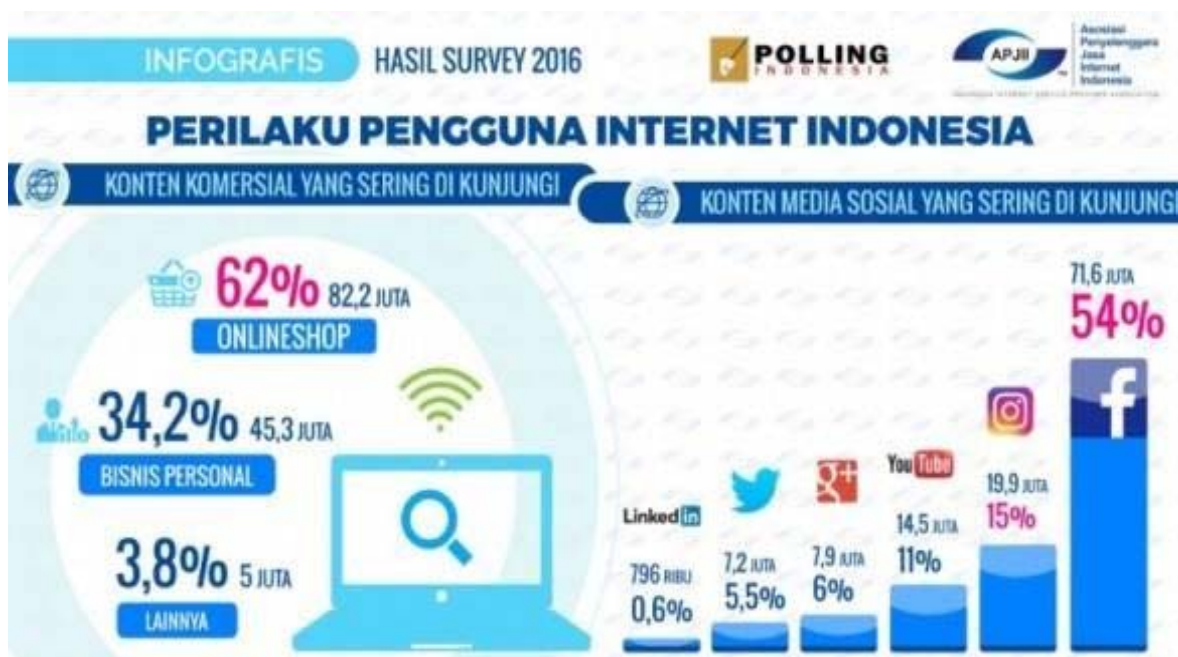 INFOGRAFIS HASIL SURVEY 2016
POLLING
INDONESIA
APJII
Asosiasi
Penyelenggara
Jasa
Internet
Indonesia
PERILAKU PENGGUNA INTERNET INDONESIA
KONTEN KOMERSIAL YANG SERING DI KUNJUNGI
62% 82,2 JUTA
ONLINESHOP
34,2% 45,3 JUTA
BISNIS PERSONAL
3,8% 5 JUTA
LAINNYA
KONTEN MEDIA SOSIAL YANG SERING DI KUNJUNGI
Linked in
796 RIBU
0,6%
7,2 JUTA
5,5%
g+
7,9 JUTA
6%
You Tube
14,5 JUTA
11%
19,9 JUTA
15%
71,6 JUTA
54%
f